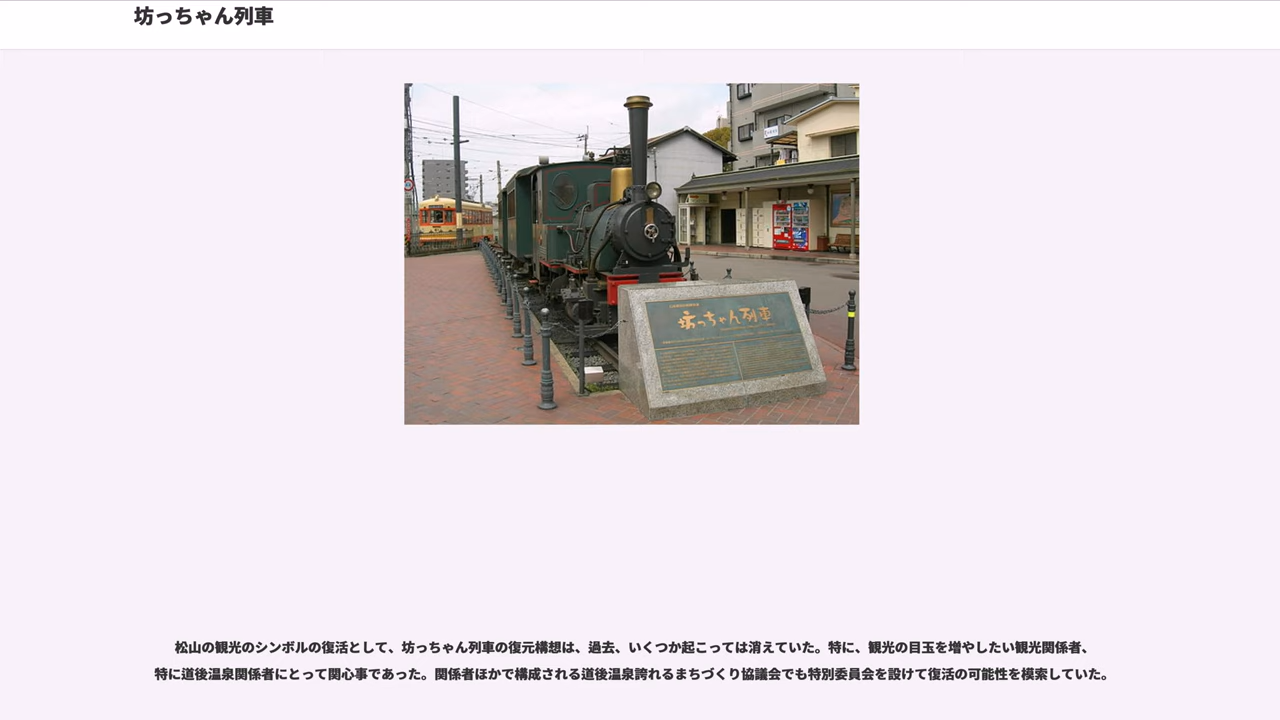 坊っちゃん列車
坊っちゃん列車
松山の観光のシンボルの復活として、坊っちゃん列車の復元構想は、過去、いくつか起こっては消えていた。特に、観光の目玉を増やしたい観光関係者、
特に道後温泉関係者にとって関心事であった。関係者ほかで構成される道後温泉誇れるまちづくり協議会でも特別委員会を設けて復活の可能性を模索していた。